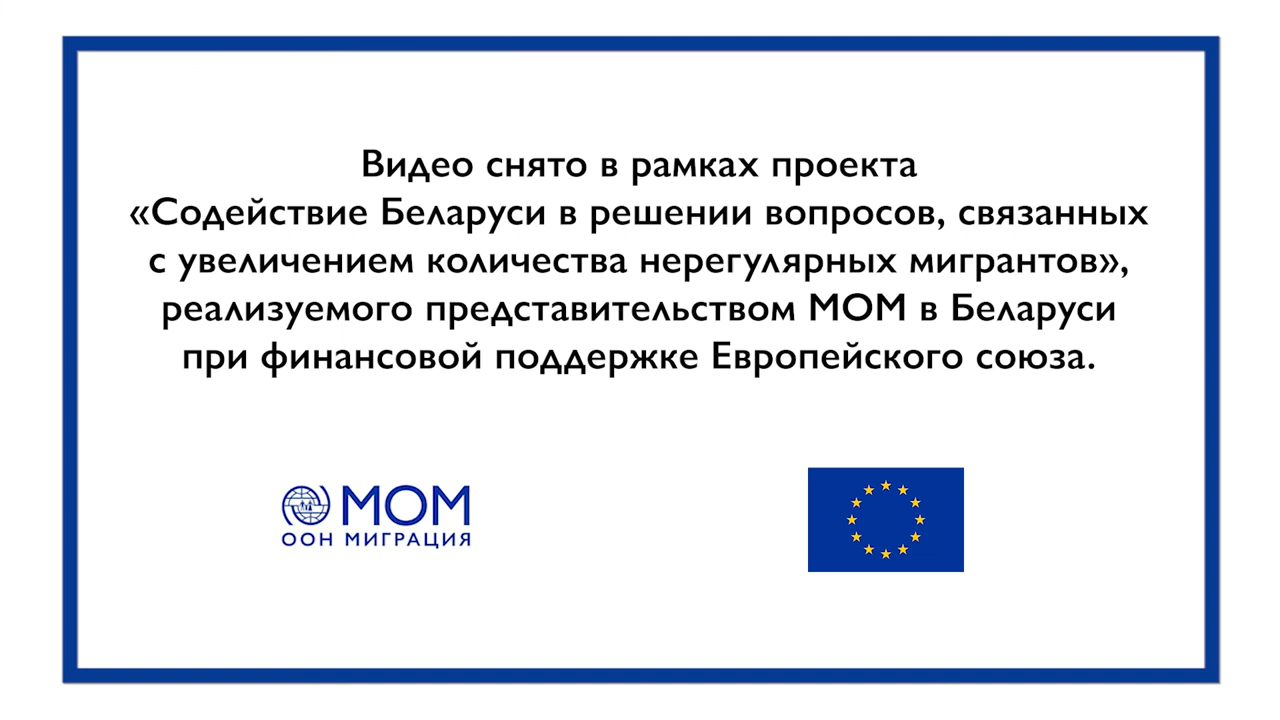 Видео снято в рамках проекта
«Содействие Беларуси в решении вопросов, связанных
с увеличением количества нерегулярных мигрантов»,
реализуемого представительством МОМ в Беларуси
при финансовой поддержке Европейского союза.
МОМ
ООН МИГРАЦИЯ